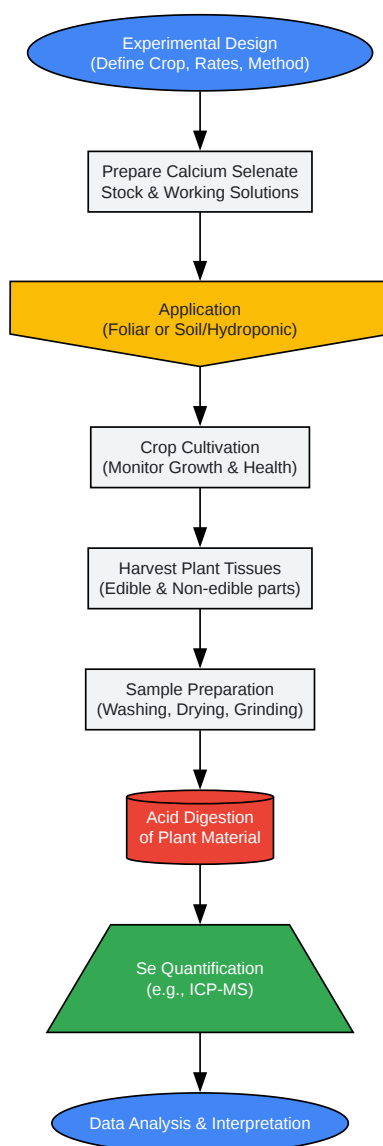 Experimental Design
(Define Crop, Rates, Method)
Prepare Calcium Selenate
Stock & Working Solutions
Application
(Foliar or Soil/Hydroponic)
Crop Cultivation
(Monitor Growth & Health)
Harvest Plant Tissues
(Edible & Non-edible parts)
Sample Preparation
(Washing, Drying, Grinding)
Acid Digestion
of Plant Material
Se Quantification
(e.g., ICP-MS)
Data Analysis & Interpretation